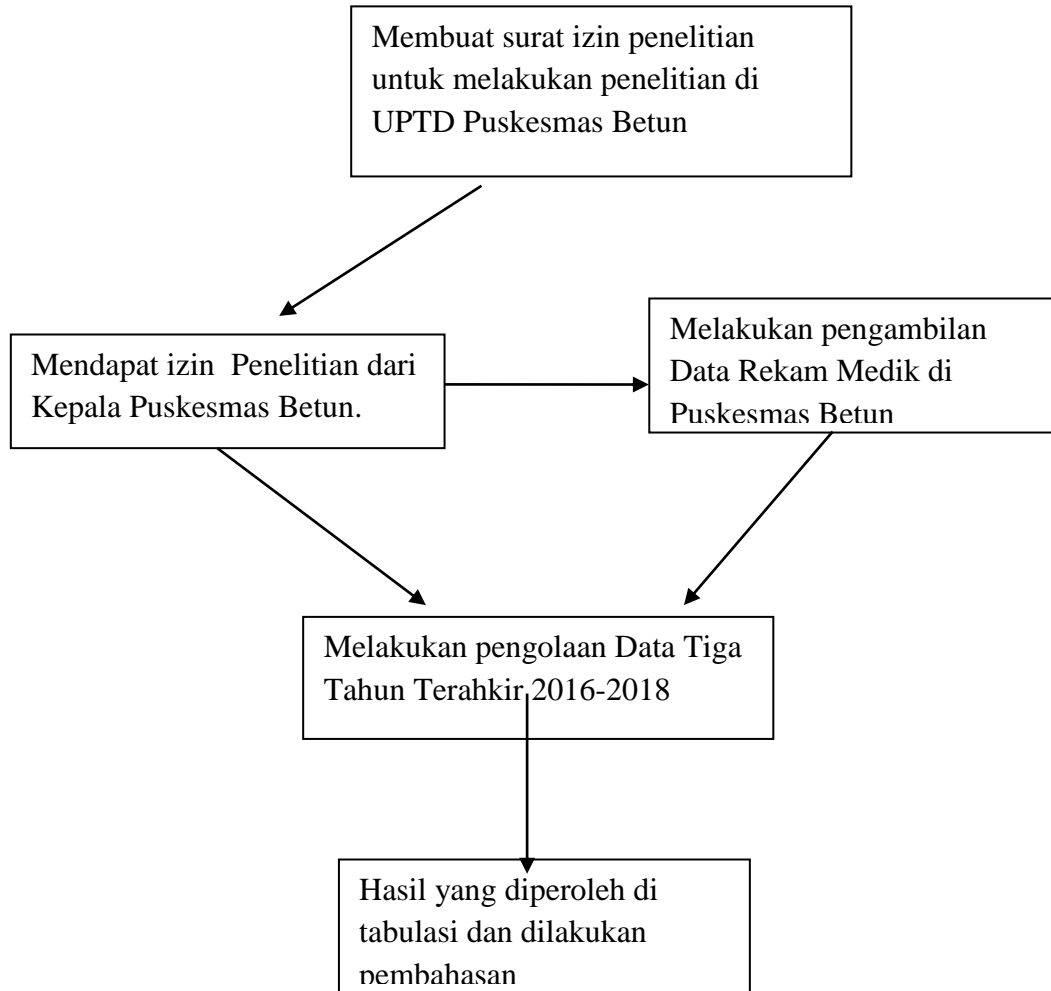 Membuat surat izin penelitian
untuk melakukan penelitian di
UPTD Puskesmas Betun
Mendapat izin  Penelitian dari
Kepala Puskesmas Betun.
Melakukan pengambilan
Data Rekam Medik di
Puskesmas Betun
Melakukan pengolaan Data Tiga
Tahun Terahkir 2016-2018
Hasil yang diperoleh di
tabulasi dan dilakukan
pembahasan